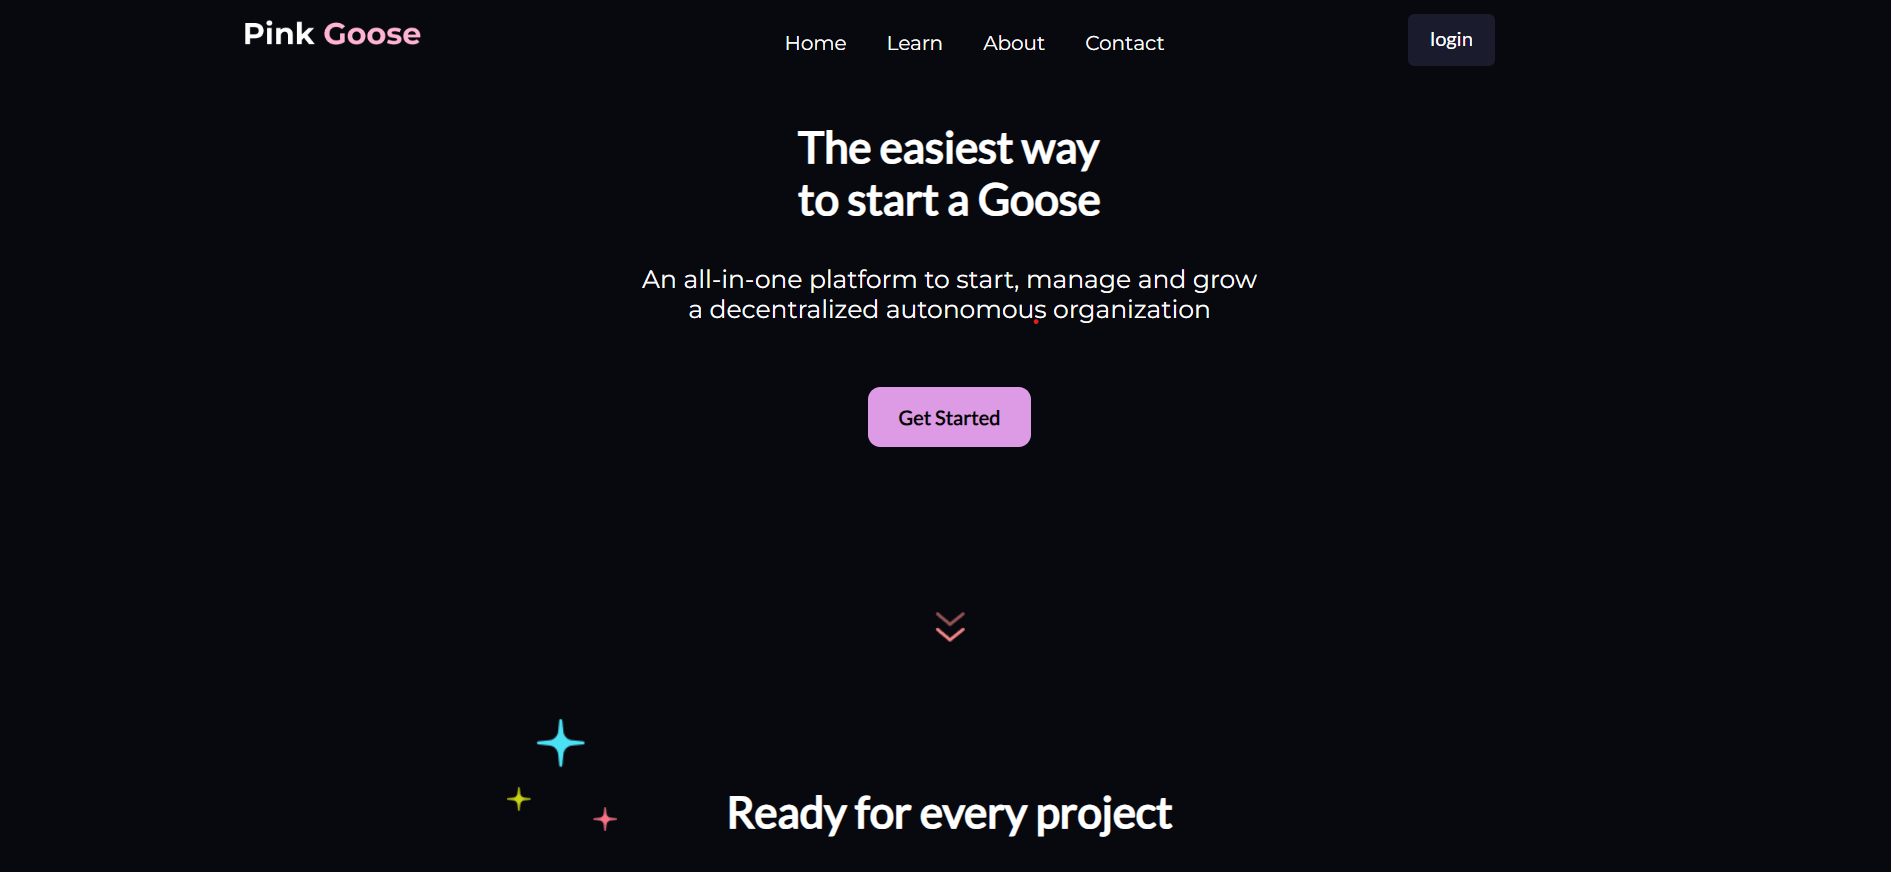 Pink Goose
Home Learn About Contact
login
The easiest way
to start a Goose
An all-in-one platform to start, manage and grow
a decentralized autonomous organization
Get Started
Ready for every project